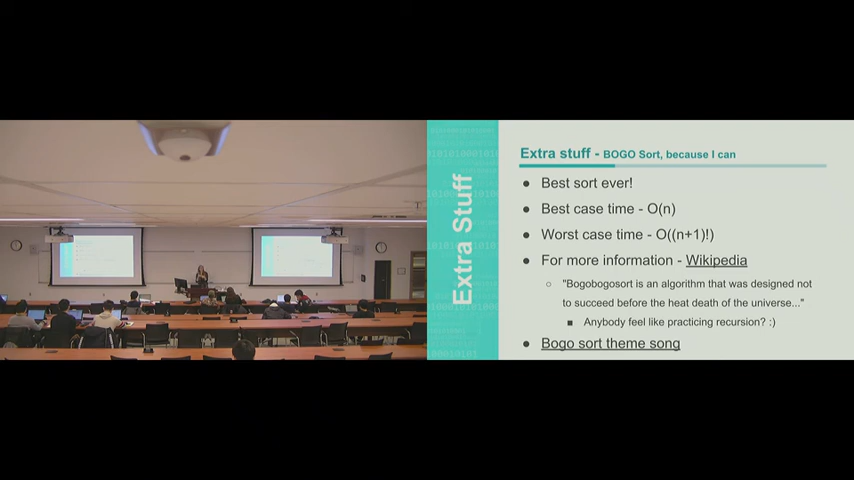 Extra Stuff
Extra stuff - BOGO Sort, because I can
● Best sort ever!
● Best case time - O(n)
● Worst case time - O((n+1)!)
● For more information - Wikipedia
○ "Bogobogosort is an algorithm that was designed not
to succeed before the heat death of the universe..."
■ Anybody feel like practicing recursion? :)
● Bogo sort theme song